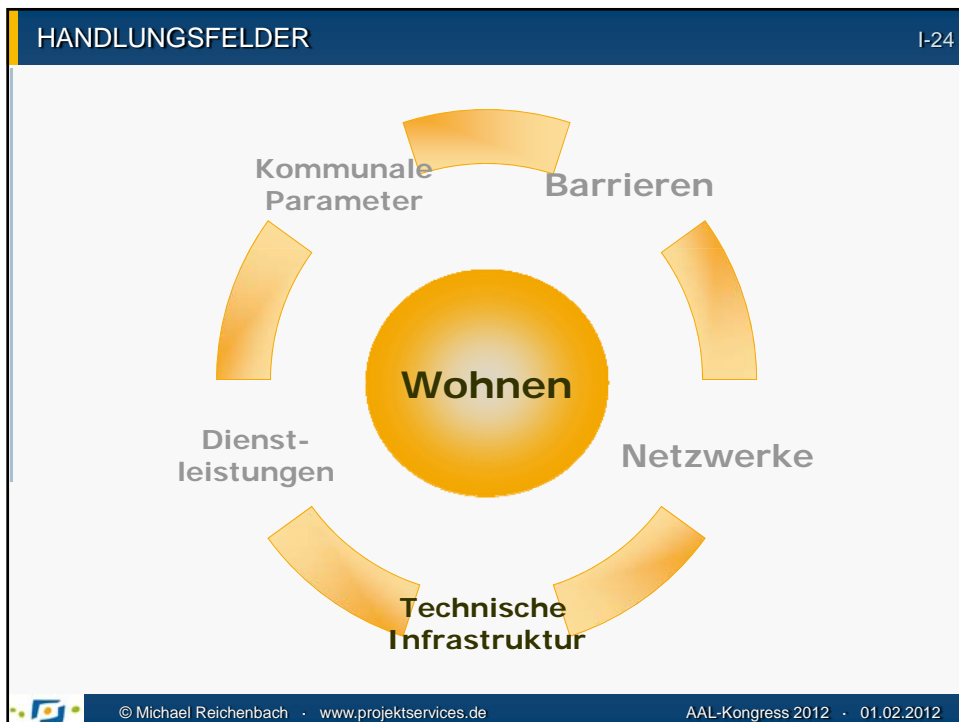 HANDLUNGSFELDER
I-24
Kommunale
Parameter
Barrieren
Wohnen
Dienst-
leistungen
Netzwerke
Technische
Infrastruktur
© Michael Reichenbach · www.projektservices.de
AAL-Kongress 2012 · 01.02.2012